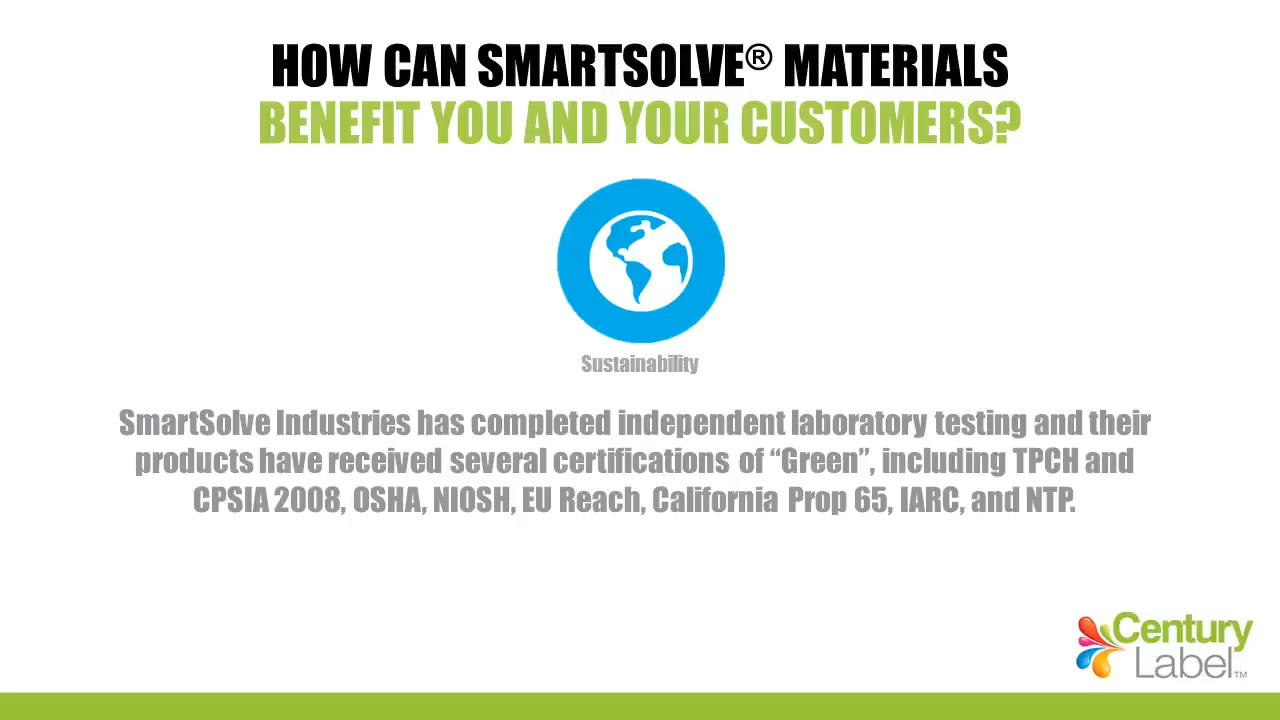 HOW CAN SMARTSOLVE® MATERIALS
BENEFIT YOU AND YOUR CUSTOMERS?
Sustainability
SmartSolve Industries has completed independent laboratory testing and their
products have received several certifications of “Green”, including TPCH and
CPSIA 2008, OSHA, NIOSH, EU Reach, California Prop 65, IARC, and NTP.
Century
Label™